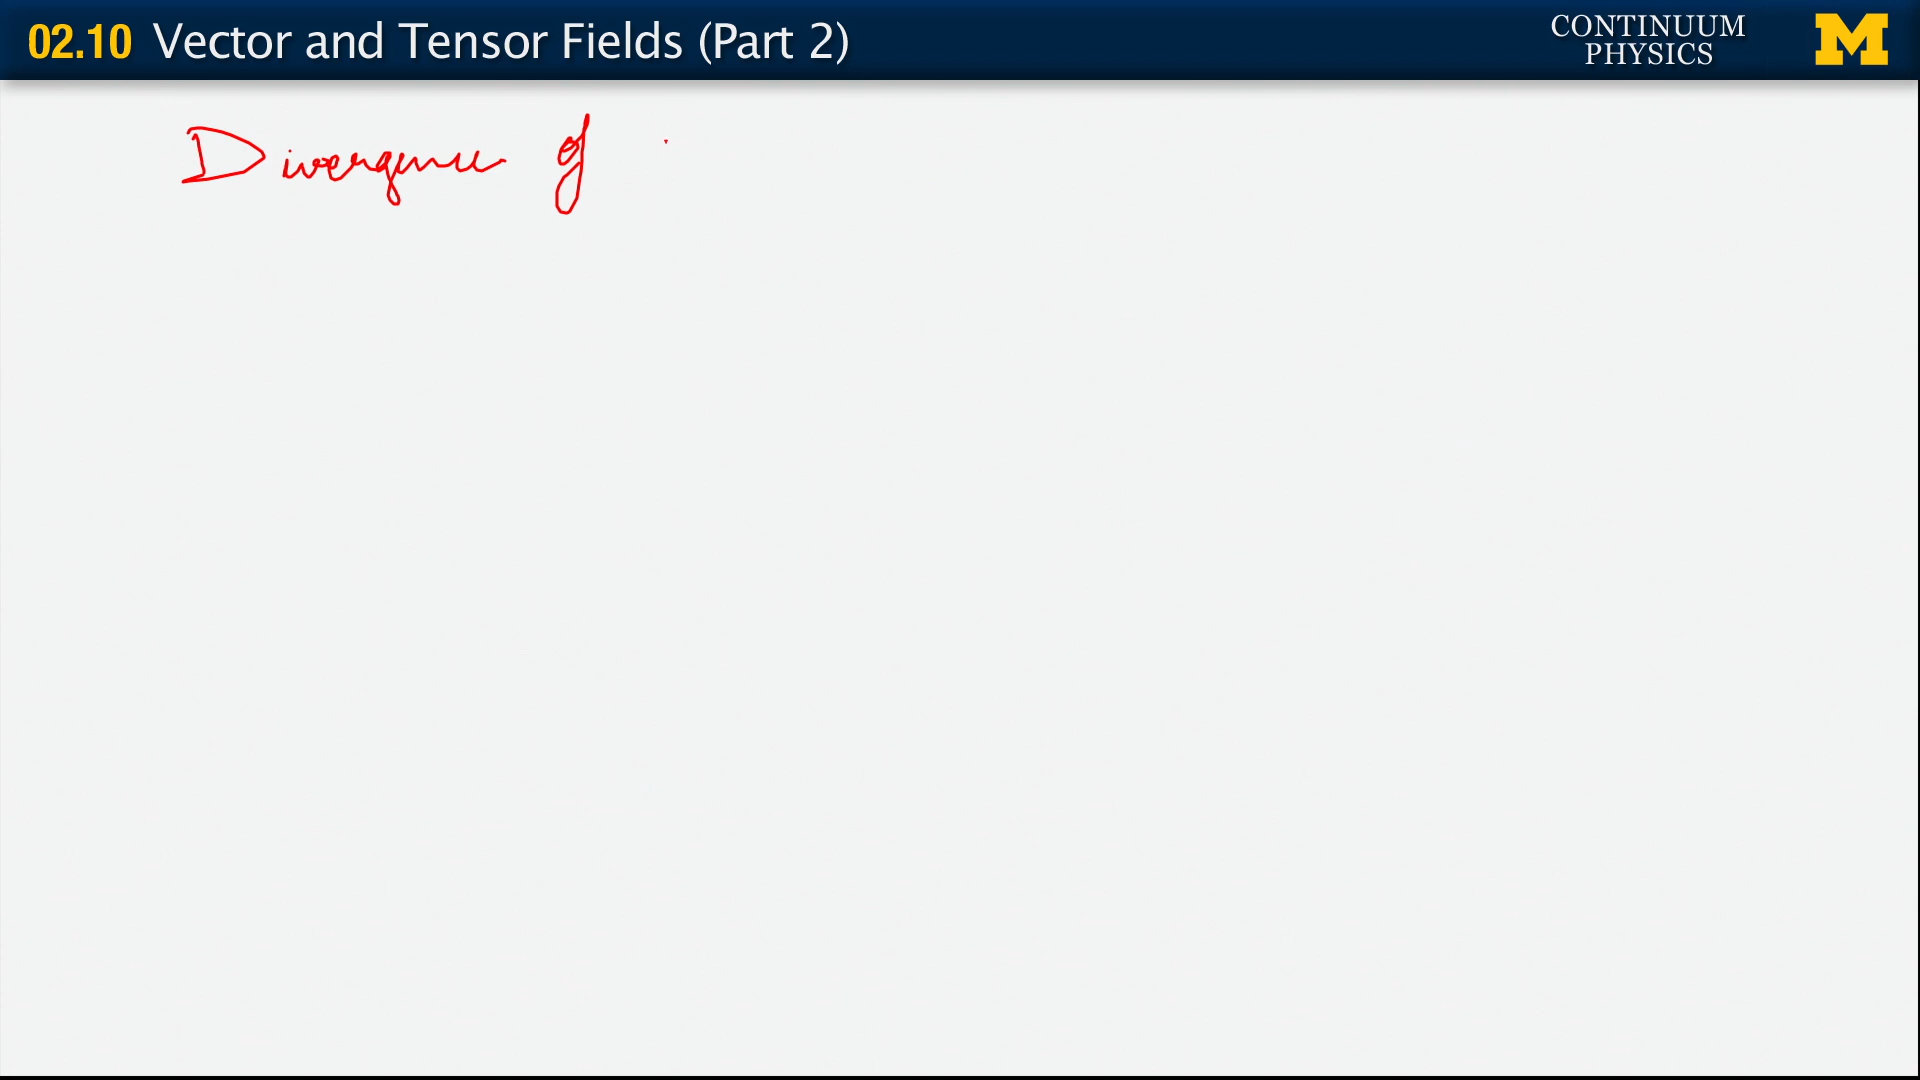 02.10 Vector and Tensor Fields (Part 2)
CONTINUUM
PHYSICS
M
Divergence of